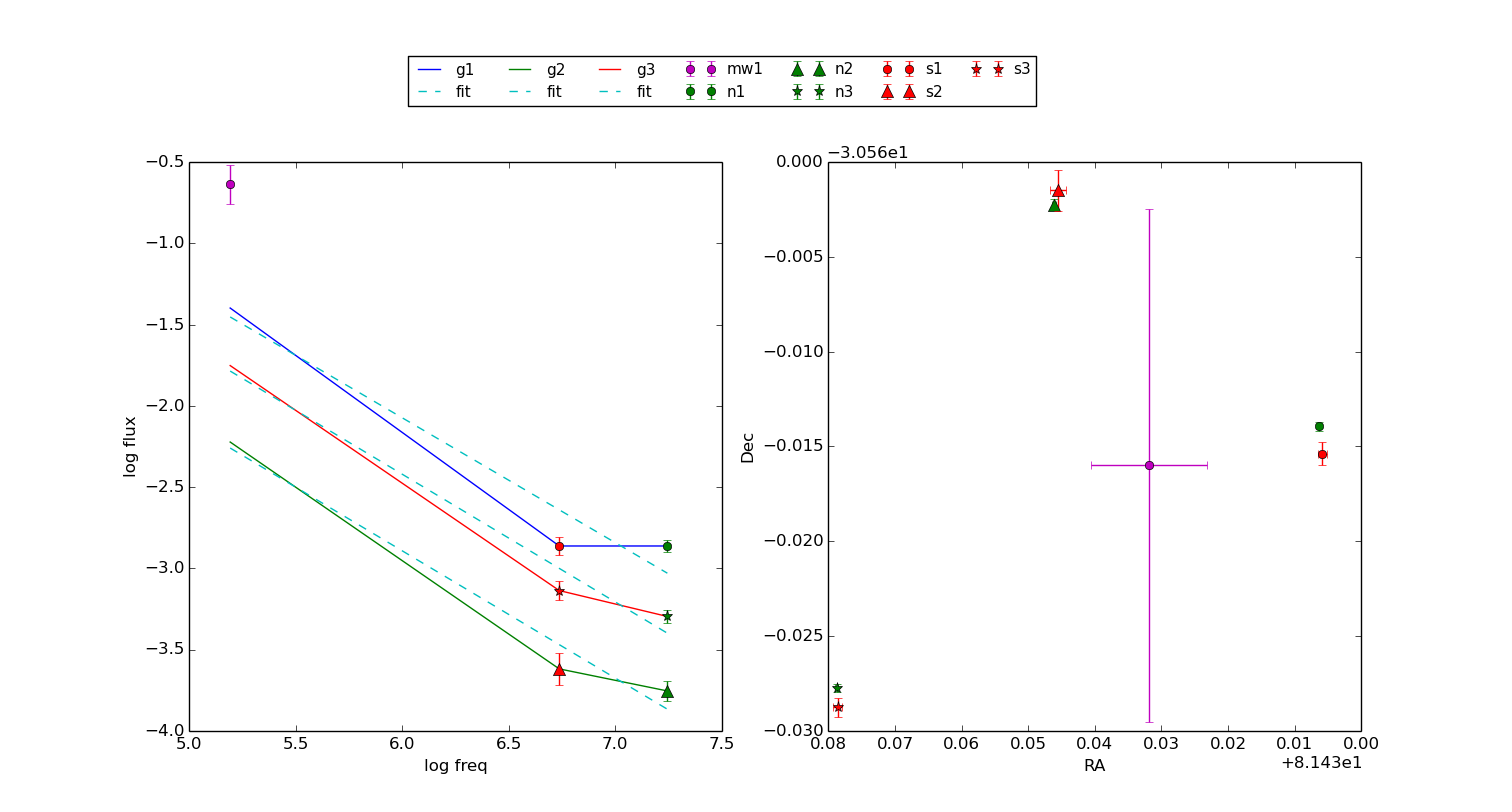 g1 g2 g3 mw1 n2 s1 s3
fit fit fit n1 n3 s2
−0.5
−1.0
−1.5
−2.0
−2.5
−3.0
−3.5
−4.0
log flux
5.0 5.5 6.0 6.5 7.0 7.5
log freq
−3.056e1
0.000
−0.005
−0.010
−0.015
−0.020
−0.025
−0.030
Dec
0.08 0.07 0.06 0.05 0.04 0.03 0.02 0.01 0.00
+8.143e1
RA